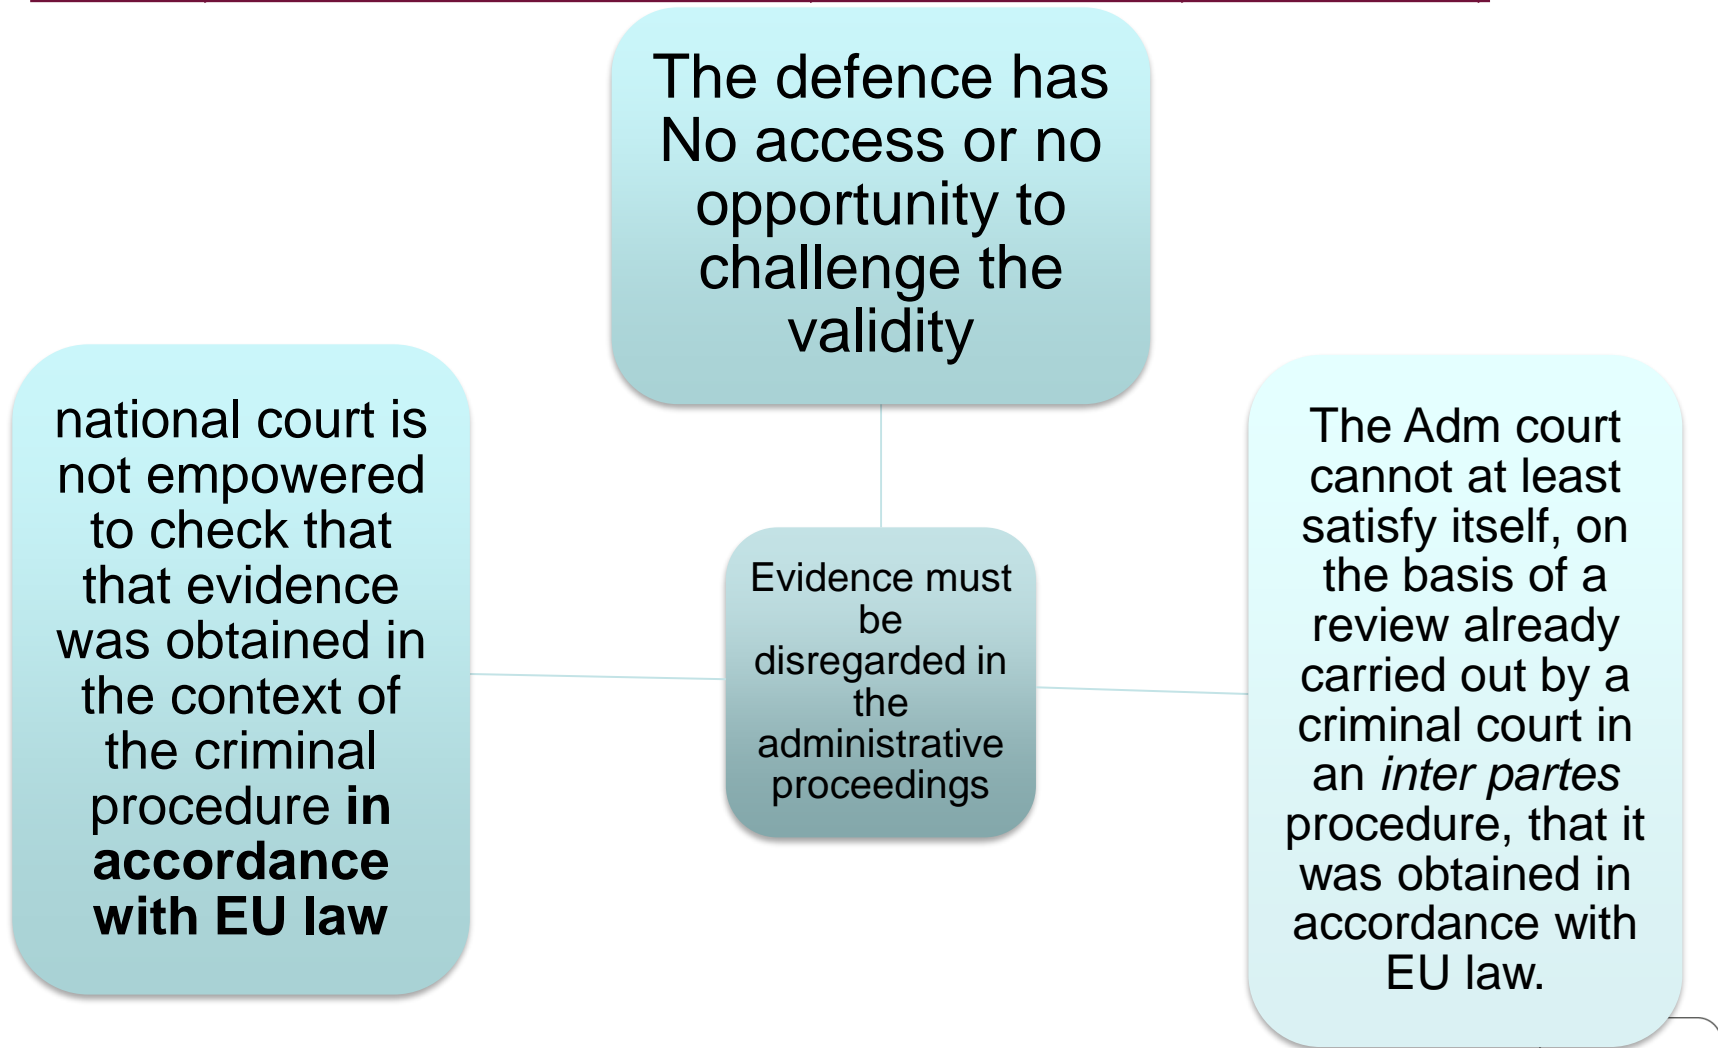 The defence has
No access or no
opportunity to
challenge the
validity
national court is
not empowered
to check that
that evidence
was obtained in
the context of
the criminal
procedure in
accordance
with EU law
Evidence must
be
disregarded in
the
administrative
proceedings
The Adm court
cannot at least
satisfy itself, on
the basis of a
review already
carried out by a
criminal court in
an inter partes
procedure, that it
was obtained in
accordance with
EU law.